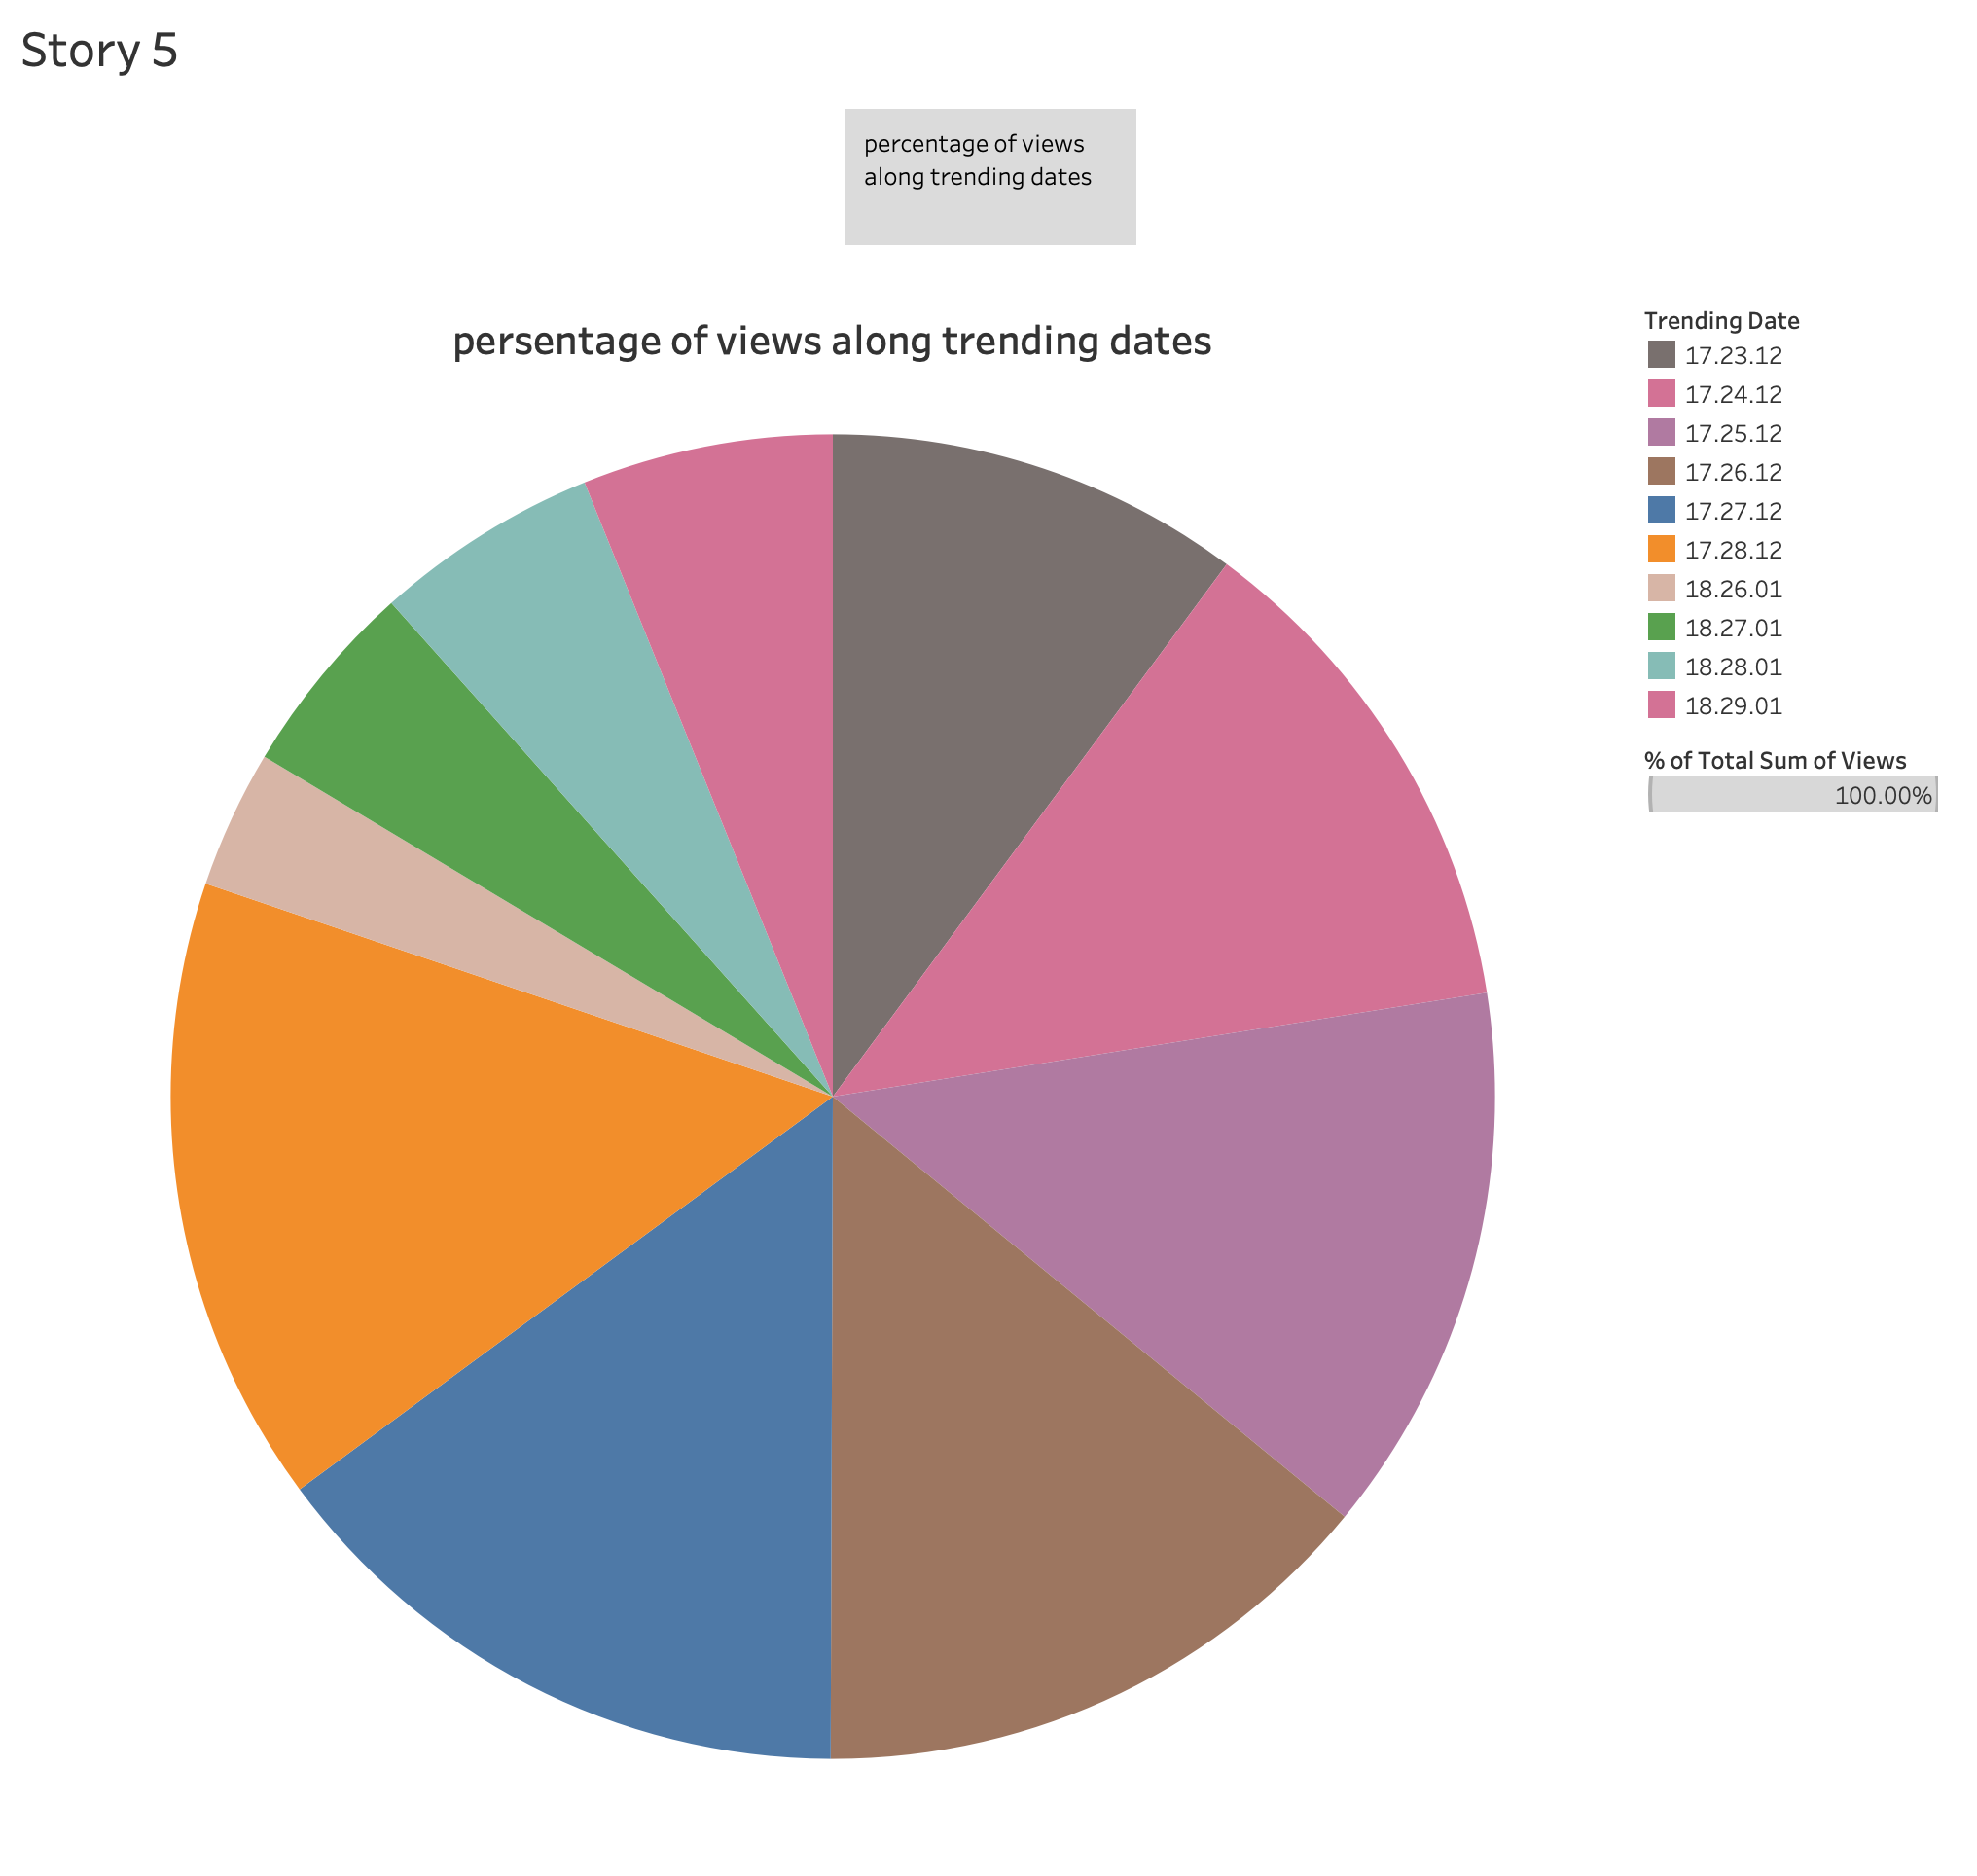 Story 5
percentage of views
along trending dates
persentage of views along trending dates
Trending Date
17.23.12
17.24.12
17.25.12
17.26.12
17.27.12
17.28.12
18.26.01
18.27.01
18.28.01
18.29.01
% of Total Sum of Views
100.00%